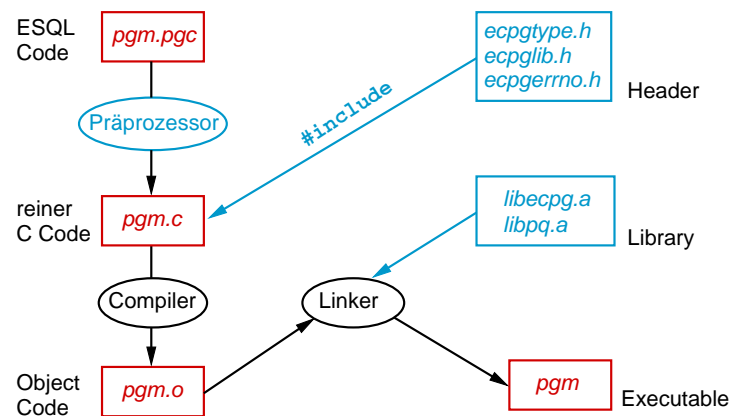 ESQL
Code
pgm.pgc
ecpgtype.h
ecpglib.h
ecpgerrno.h
Header
Präprozessor
#include
reiner
C Code
pgm.c
libecpg.a
libpq.a
Library
Compiler
Linker
Object
Code
pgm.o
pgm
Executable